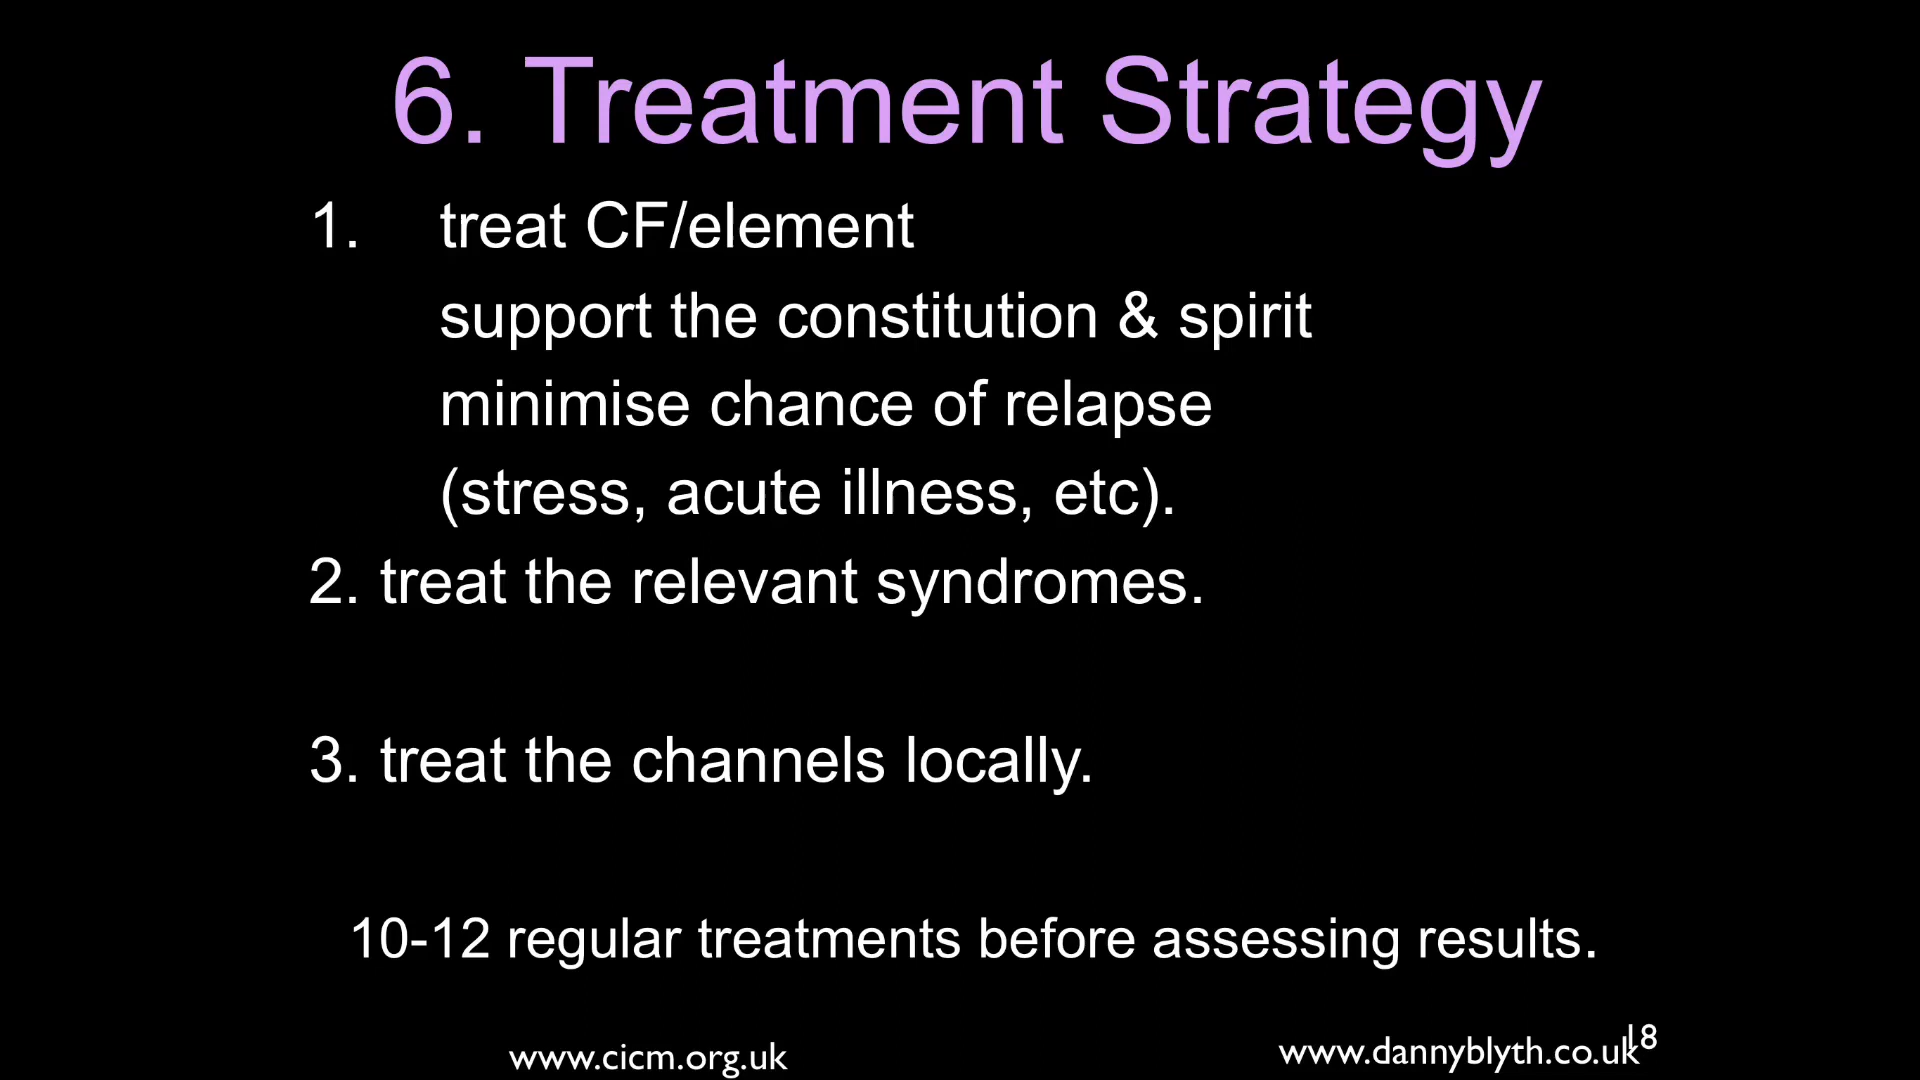 6. Treatment Strategy
1. treat CF/element
support the constitution & spirit
minimise chance of relapse
(stress, acute illness, etc).
2. treat the relevant syndromes.
3. treat the channels locally.
10-12 regular treatments before assessing results.
www.cicm.org.uk
www.dannyblyth.co.uk
18